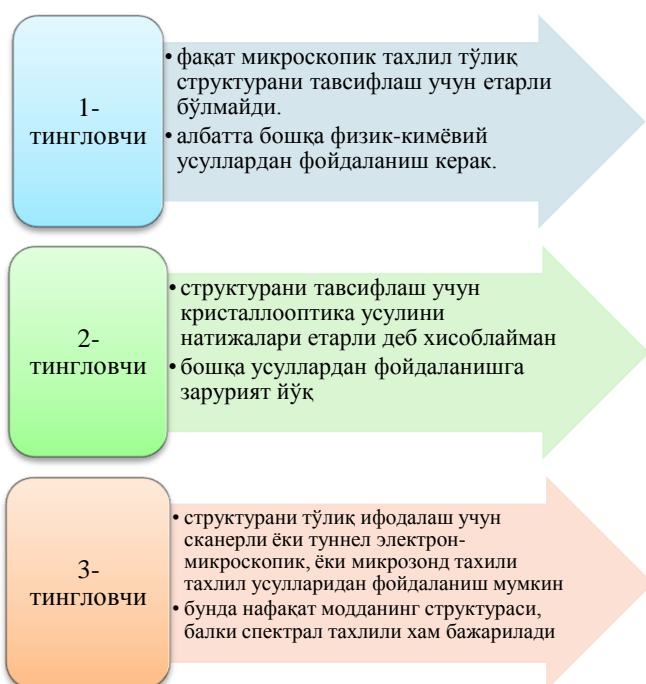 1-
тингловчи
• фақат микроскопик тахлил тўлиқ
структурани тавсифлаш учун етарли
бўлмайди.
• албатта бошқа физик-кимёвий
усуллардан фойдаланиш керак.
2-
тингловчи
• структурани тавсифлаш учун
кристаллооптика усулини
натижалари етарли деб хисоблайман
• бошқа усуллардан фойдаланишга
зарурият йўқ
3-
тингловчи
• структурани тўлиқ ифодалаш учун
сканерли ёки туннел электрон-
микроскопик, ёки микрозонд тахили
тахлил усулларидан фойдаланиш мумкин
• бунда нафақат модданинг структураси,
балки спектрал тахлили хам бажарилади